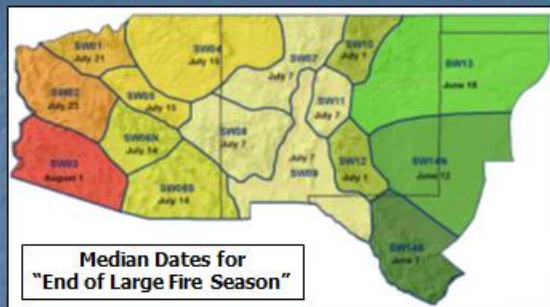 SW01
July 21
SW02
July 25
SW03
August 1
SW04
July 15
SW05
July 15
SW06N
July 14
SW06S
July 14
SW07
July 7
SW08
July 7
July 7
SW09
SW10
July 1
SW11
July 7
SW12
July 1
SW13
June 18
SW14N
June 12
SW14S
June 7
Median Dates for
“End of Large Fire Season”